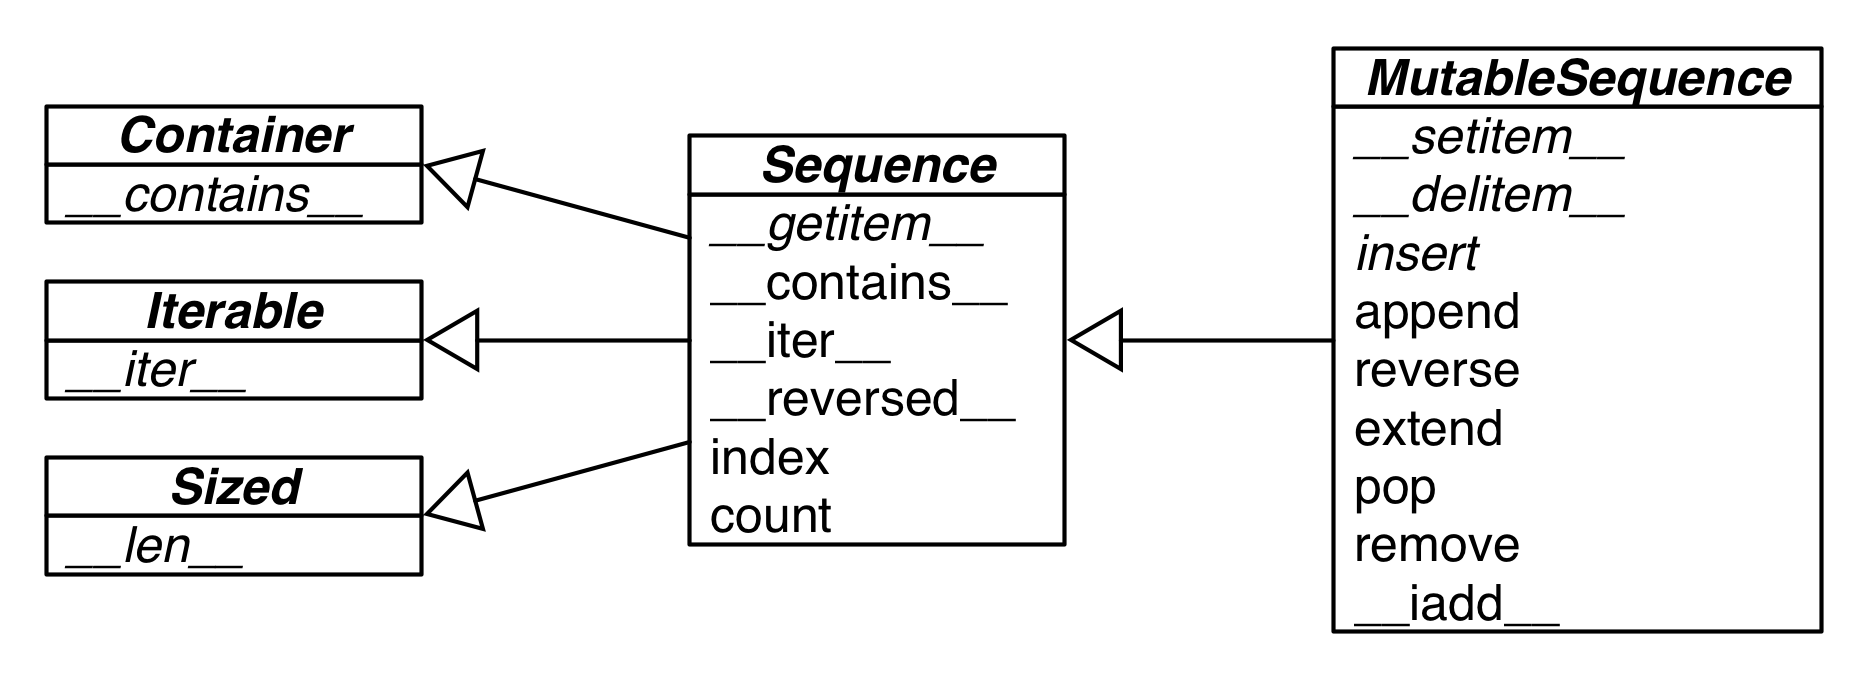 Container
__contains__
Iterable
__iter__
Sized
__len__
Sequence
__getitem__
__contains__
__iter__
__reversed__
index
count
MutableSequence
__setitem__
__delitem__
insert
append
reverse
extend
pop
remove
__iadd__